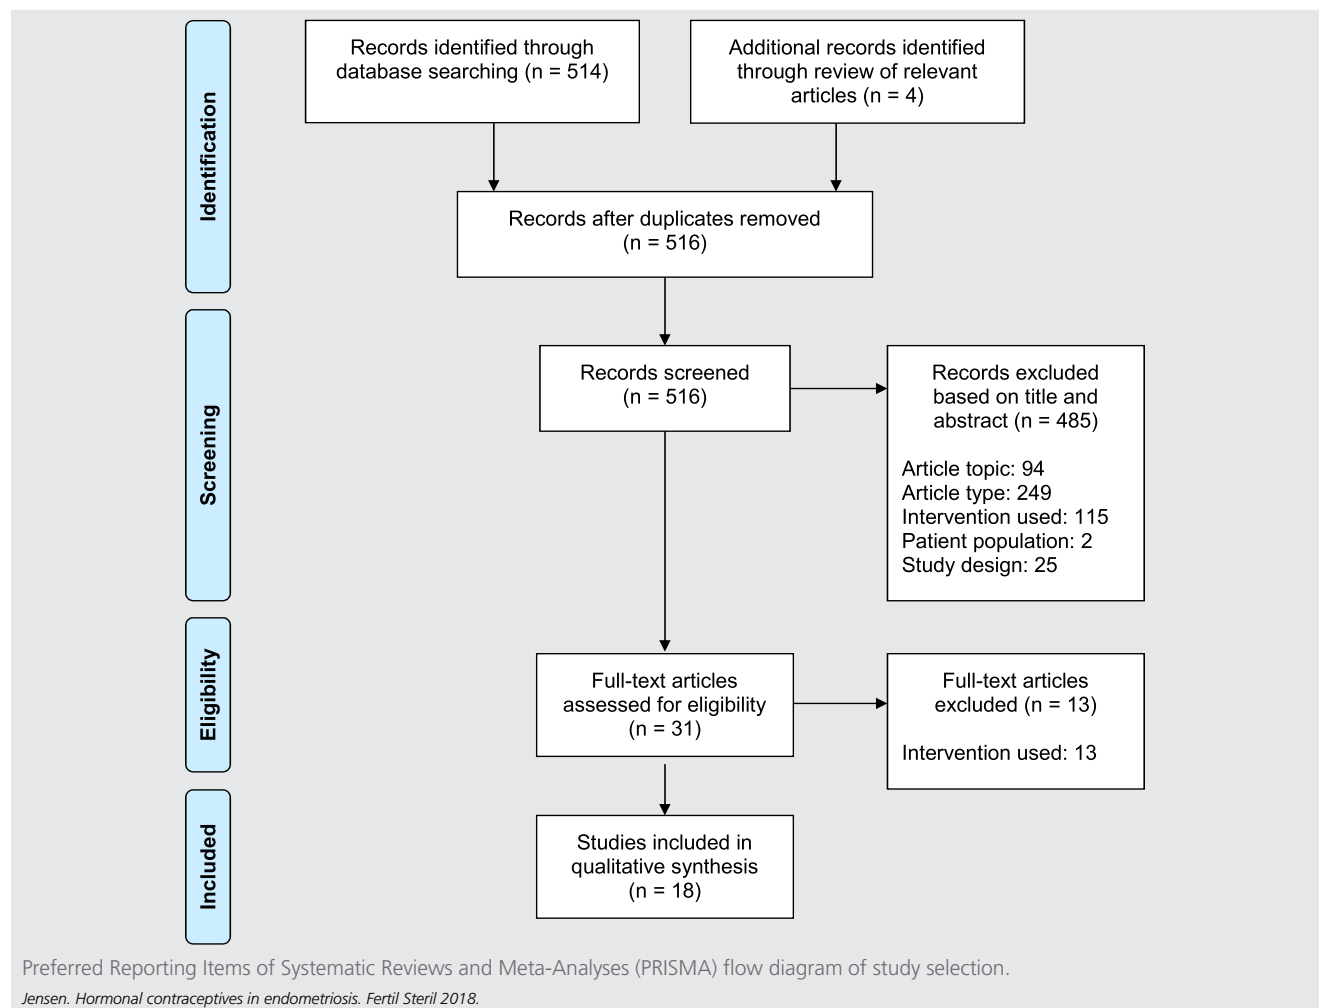 Identification
Records identified through
database searching (n = 514)
Additional records identified
through review of relevant
articles (n = 4)
Records after duplicates removed
(n = 516)
Screening
Records screened
(n = 516)
Records excluded
based on title and
abstract (n = 485)
Article topic: 94
Article type: 249
Intervention used: 115
Patient population: 2
Study design: 25
Eligibility
Full-text articles
assessed for eligibility
(n = 31)
Full-text articles
excluded (n = 13)
Intervention used: 13
Included
Studies included in
qualitative synthesis
(n = 18)
Preferred Reporting Items of Systematic Reviews and Meta-Analyses (PRISMA) flow diagram of study selection.
Jensen. Hormonal contraceptives in endometriosis. Fertil Steril 2018.